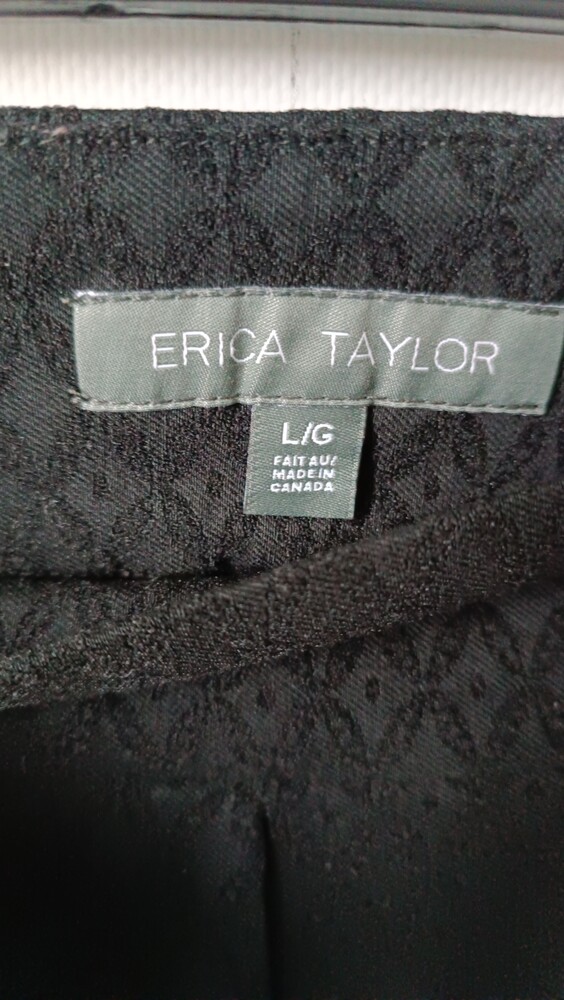 ERICA TAYLOR
L/G
FAIT AU/
MADE IN
CANADA